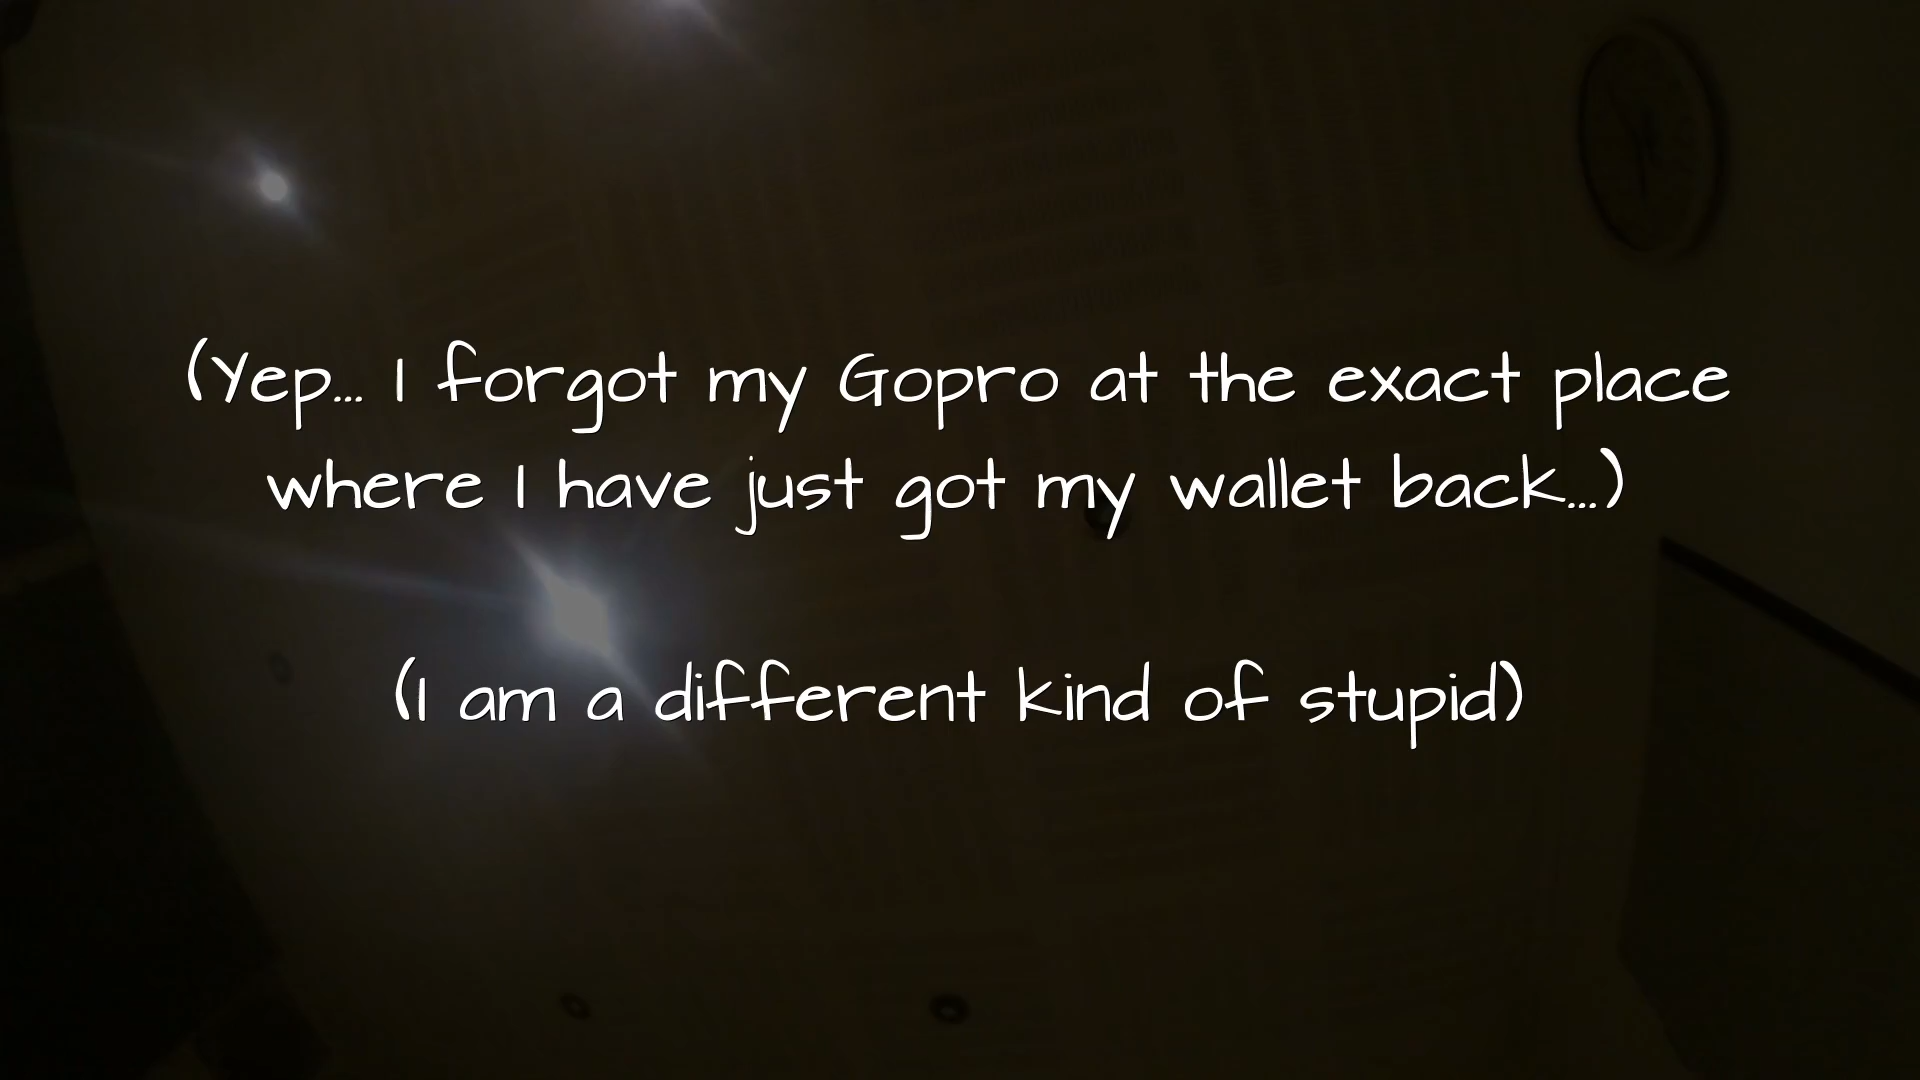 (Yep... I forgot my Gopro at the exact place
where I have just got my wallet back...)
(I am a different kind of stupid)